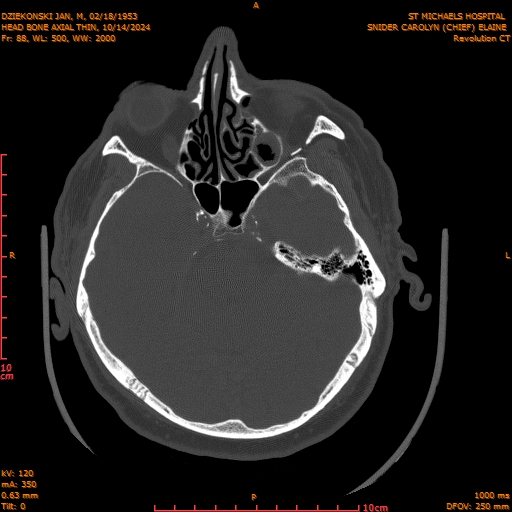 A
DZIEKONSKI JAN, M, 02/18/1953
HEAD BONE AXIAL THIN, 10/14/2024
Fr: 88, WL: 500, WW: 2000
ST MICHAELS HOSPITAL
SNIDER CAROLYN (CHIEF) ELAINE
Revolution CT
R
L
10
cm
kV: 120
mA: 350
0.63 mm
Tilt: 0
P
10cm
1000 ms
DFOV: 250 mm